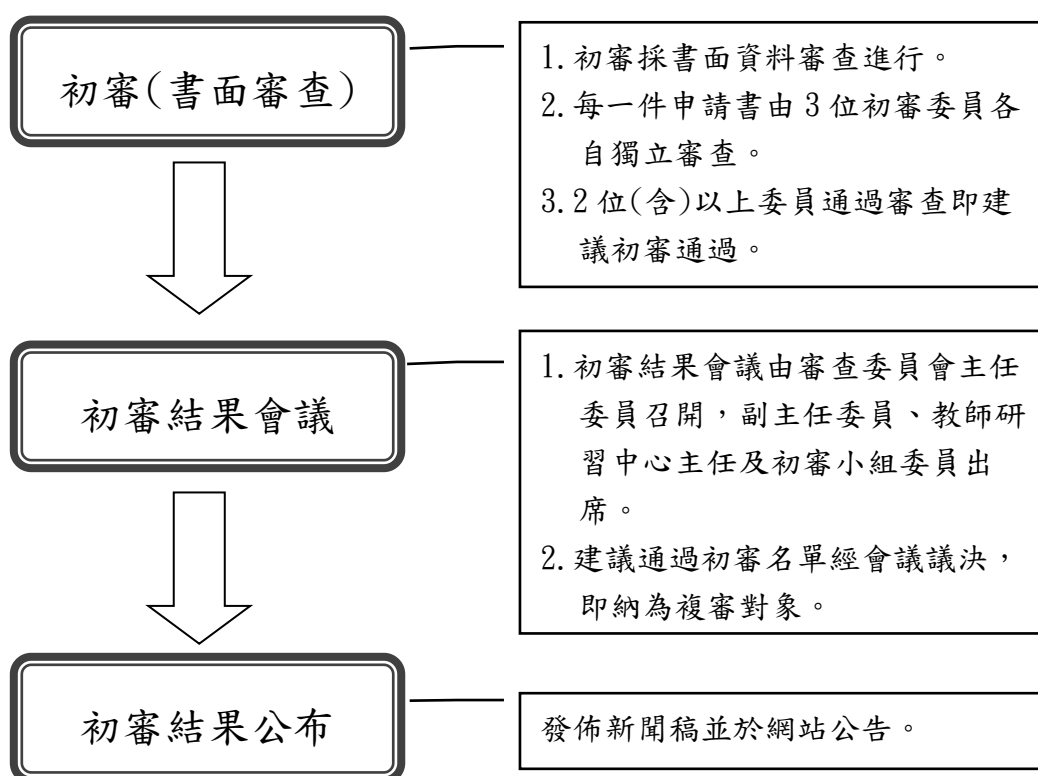 初審(書面審查)
1.初審採書面資料審查進行。
2.每一件申請書由3位初審委員各
自獨立審查。
3.2位(含)以上委員通過審查即建
議初審通過。
初審結果會議
1.初審結果會議由審查委員會主任
委員召開，副主任委員、教師研
習中心主任及初審小組委員出
席。
2.建議通過初審名單經會議議決，
即納為複審對象。
初審結果公布
發佈新聞稿並於網站公告。